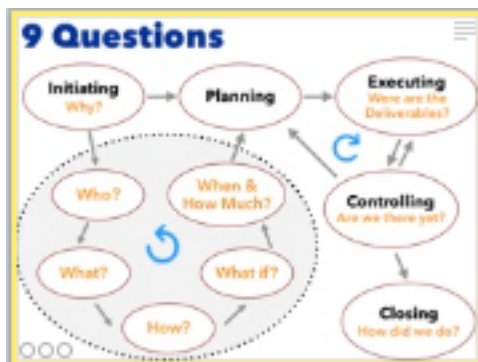 9 Questions
Initiating
Why?
Planning
Executing
Were are the
Deliverables?
Who?
When &
How Much?
Controlling
Are we there yet?
What?
What if?
How?
Closing
How did we do?